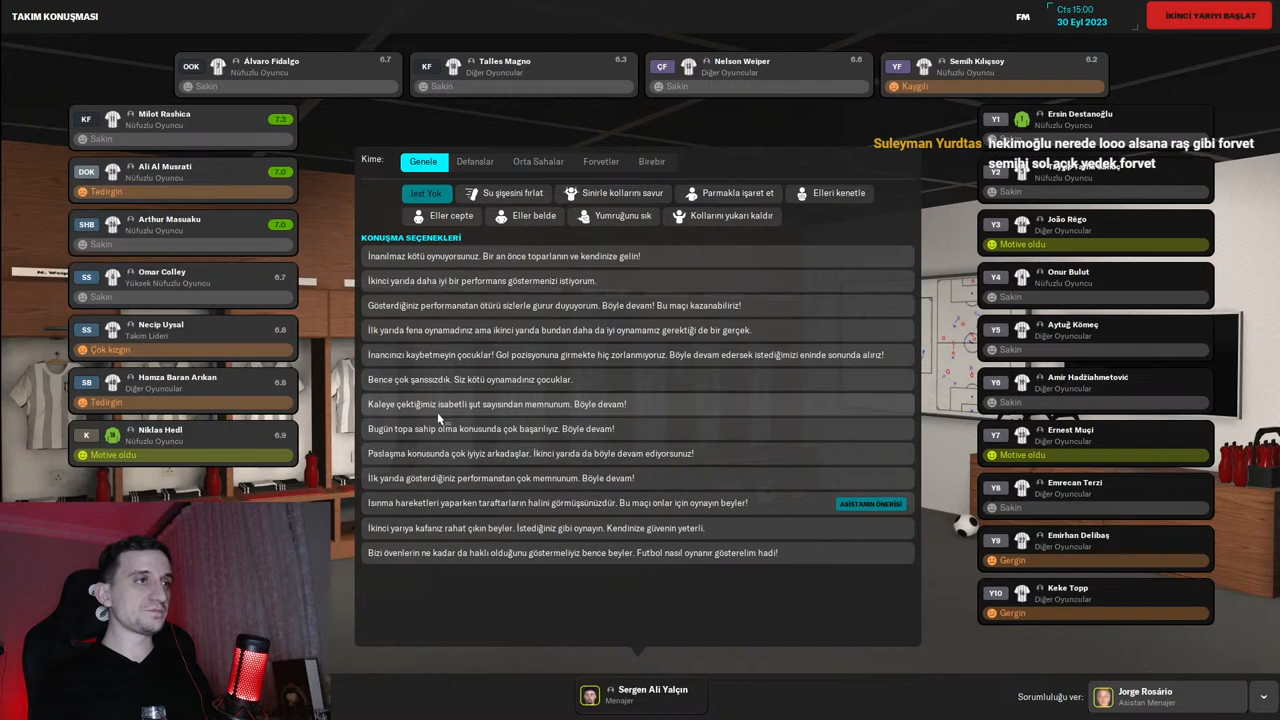 TAKIM KONUŞMASI
FM
Cts 15:00
30 Eyl 2023
İKİNCİ YARIYI BAŞLAT
OOK
Álvaro Fidalgo
Nüfuzlu Oyuncu
6.7
Sakin
KF
Talles Magno
Diğer Oyuncular
6.3
Sakin
ÇF
Nelson Weiper
Diğer Oyuncular
6.6
Sakin
YF
Semih Kılıçsoy
Nüfuzlu Oyuncu
6.2
Kaygılı
KF
Milot Rashica
Nüfuzlu Oyuncu
7.3
Sakin
DOK
Ali Al Musrati
Nüfuzlu Oyuncu
7.0
Tedirgin
SHB
Arthur Masuaku
Nüfuzlu Oyuncu
7.0
Sakin
SS
Omar Colley
Yüksek Nüfuzlu Oyuncu
6.7
Sakin
SS
Necip Uysal
Takım Lideri
6.8
Çok kızgın
SB
Hamza Baran Arıkan
Diğer Oyuncular
6.8
Tedirgin
K
Niklas Hedl
Nüfuzlu Oyuncu
6.9
Motive oldu
Kime:
Genele
Defanslar
Orta Sahalar
Forvetler
Birebir
Jest Yok
Su şişesini fırlat
Sinirle kollarını savur
Parmakla işaret et
Elleri kenetle
Eller cepte
Eller belde
Yumruğunu sık
Kollarını yukarı kaldır
KONUŞMA SEÇENEKLERİ
İnanılmaz kötü oynuyorsunuz. Bir an önce toparlanın ve kendinize gelin!
İkinci yarıda daha iyi bir performans göstermenizi istiyorum.
Gösterdiğiniz performanstan ötürü sizlerle gurur duyuyorum. Böyle devam! Bu maçı kazanabiliriz!
İlk yarıda fena oynamadınız ama ikinci yarıda bundan daha da iyi oynamamız gerektiği de bir gerçek.
İnancınızı kaybetmeyin çocuklar! Gol pozisyonuna girmekte hiç zorlanmıyoruz. Böyle devam edersek istediğimizi eninde sonunda alırız!
Bence çok şanssızdık. Siz kötü oynamadınız çocuklar.
Kaleye çektiğimiz isabetli şut sayısından memnunum. Böyle devam!
Bugün topa sahip olma konusunda çok başarılıyız. Böyle devam!
Paslaşma konusunda çok iyiyiz arkadaşlar. İkinci yarıda da böyle devam ediyorsunuz!
İlk yarıda gösterdiğiniz performanstan çok memnunum. Böyle devam!
Isınma hareketleri yaparken taraftarların halini görmüşsünüzdür. Bu maçı onlar için oynayın beyler!
ASİSTANIN ÖNERİSİ
İkinci yarıya kafanız rahat çıkın beyler. İstediğiniz gibi oynayın. Kendinize güvenin yeterli.
Bizi övenlerin ne kadar da haklı olduğunu göstermeliyiz bence beyler. Futbol nasıl oynanır gösterelim hadi!
Y1
Ersin Destanoğlu
Nüfuzlu Oyuncu
Suleyman Yurdtas hekimoğlu nerede looo alsana raş gibi forvet
semihi sol açık yedek forvet
Y2
Sakin
Y3
João Rêgo
Diğer Oyuncular
Motive oldu
Y4
Onur Bulut
Diğer Oyuncular
Sakin
Y5
Aytuğ Kömeç
Diğer Oyuncular
Sakin
Y6
Amir Hadžiahmetović
Diğer Oyuncular
Sakin
Y7
Ernest Muçi
Diğer Oyuncular
Motive oldu
Y8
Emrecan Terzi
Diğer Oyuncular
Sakin
Y9
Emirhan Delibaş
Diğer Oyuncular
Gergin
Y10
Keke Topp
Diğer Oyuncular
Gergin
Sergen Ali Yalçın
Menajer
Sorumluluğu ver:
Jorge Rosário
Asistan Menajer